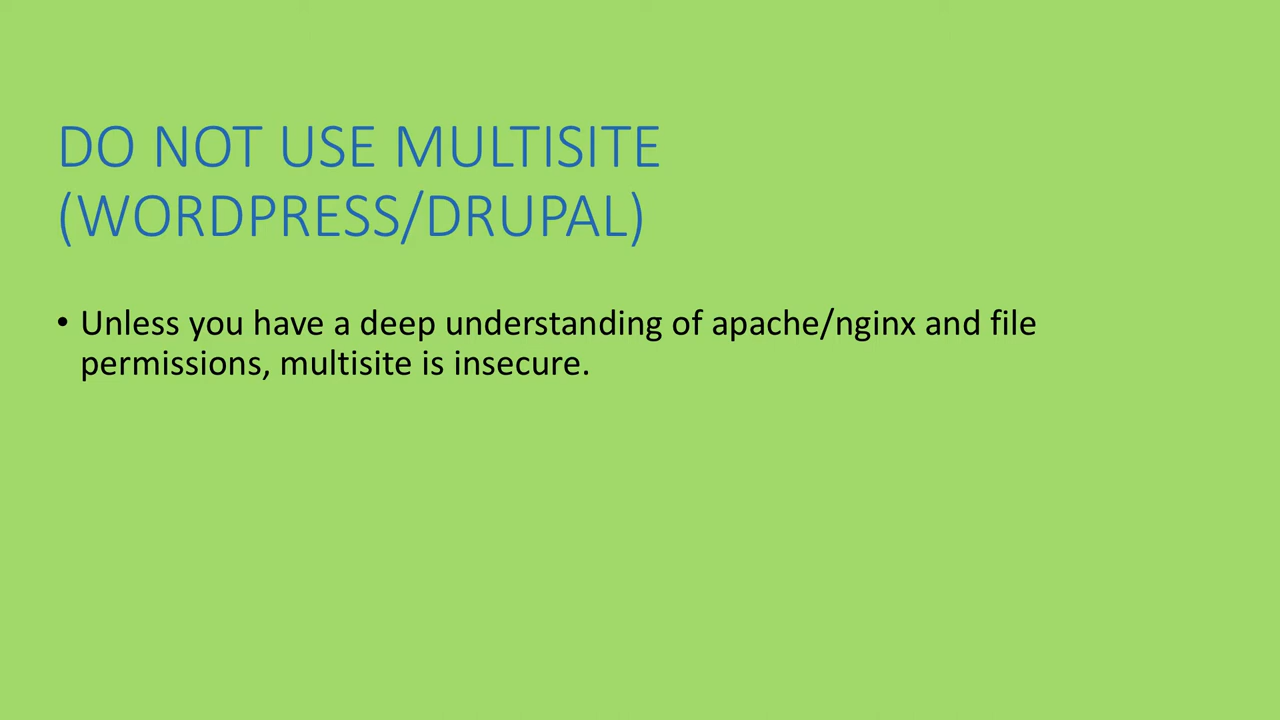 DO NOT USE MULTISITE
(WORDPRESS/DRUPAL)
• Unless you have a deep understanding of apache/nginx and file
permissions, multisite is insecure.